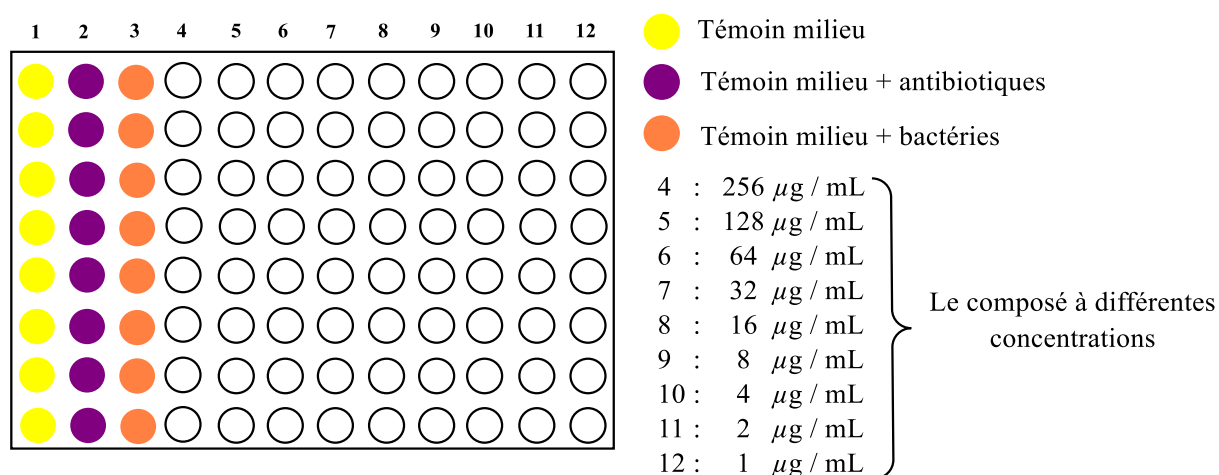 1 2 3 4 5 6 7 8 9 10 11 12
Témoin milieu
Témoin milieu + antibiotiques
Témoin milieu + bactéries
4 : 256 µg / mL
5 : 128 µg / mL
6 : 64 µg / mL
7 : 32 µg / mL
8 : 16 µg / mL
9 : 8 µg / mL
10 : 4 µg / mL
11 : 2 µg / mL
12 : 1 µg / mL
Le composé à différentes
concentrations